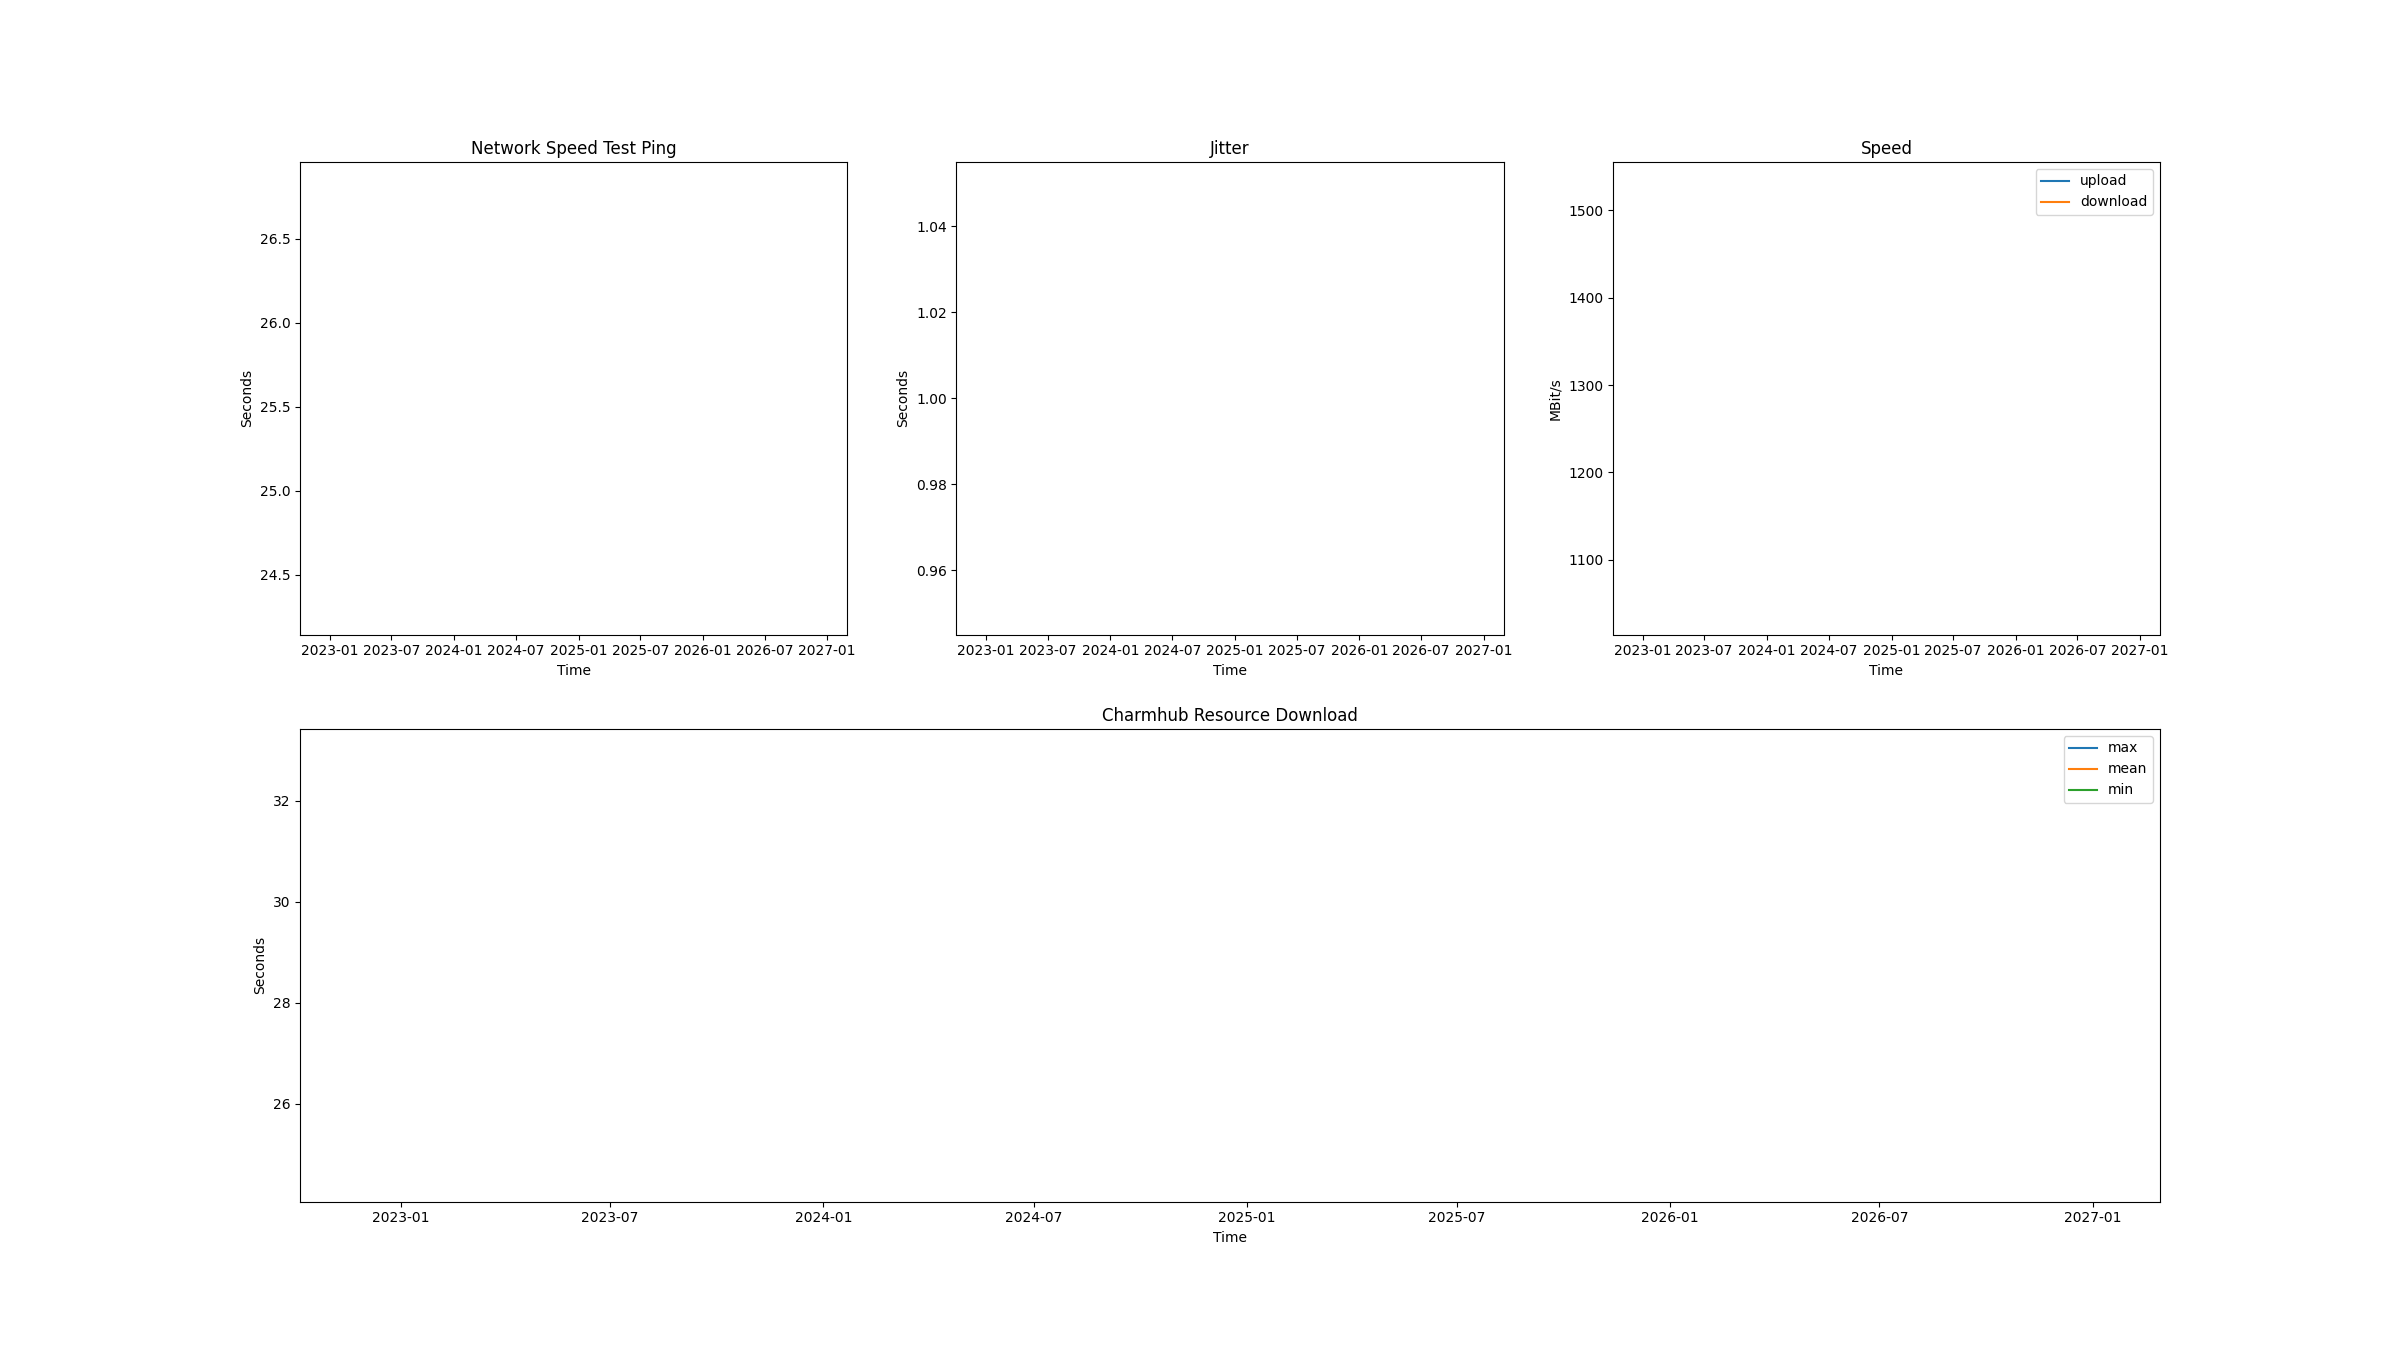 Network Speed Test Ping
26.5
26.0
25.5
25.0
24.5
Seconds
2023-01 2023-07 2024-01 2024-07 2025-01 2025-07 2026-01 2026-07 2027-01
Time
Jitter
1.04
1.02
1.00
0.98
0.96
Seconds
2023-01 2023-07 2024-01 2024-07 2025-01 2025-07 2026-01 2026-07 2027-01
Time
Speed
upload
download
1500
1400
1300
1200
1100
MBit/s
2023-01 2023-07 2024-01 2024-07 2025-01 2025-07 2026-01 2026-07 2027-01
Time
Charmhub Resource Download
max
mean
min
32
30
28
26
Seconds
2023-01 2023-07 2024-01 2024-07 2025-01 2025-07 2026-01 2026-07 2027-01
Time